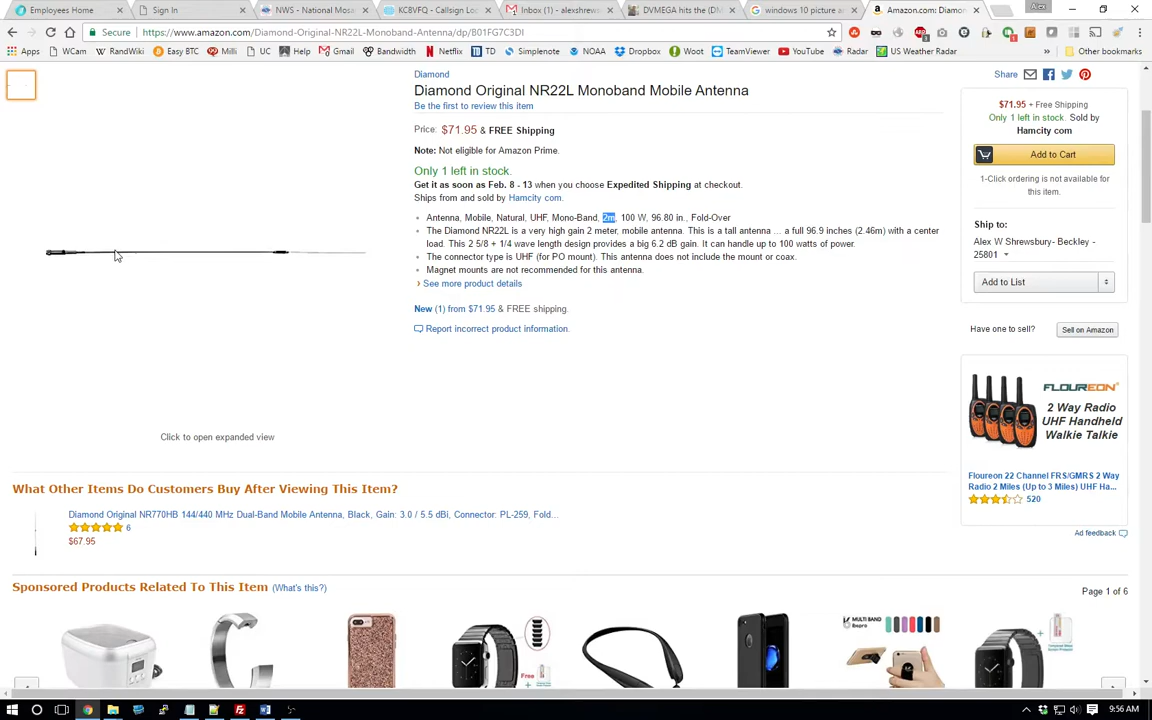 Employees Home
Sign In
NWS - National Mosa
KC8VFQ - Callsign Loo
Inbox (1) - alexshrews
DVMEGA hits the (DM
windows 10 picture an
Amazon.com: Diamon
Alex
Secure
https://www.amazon.com/Diamond-Original-NR22L-Monoband-Antenna/dp/B01FG7C3DI
Apps
WCam
RandWiki
Easy BTC
Milli
UC
Help
Gmail
Bandwidth
Netflix
TD
Simplenote
NOAA
Dropbox
Woot
TeamViewer
YouTube
Radar
US Weather Radar
»
Other bookmarks
Diamond
Diamond Original NR22L Monoband Mobile Antenna
Be the first to review this item
Price: $71.95 & FREE Shipping
Note: Not eligible for Amazon Prime.
Only 1 left in stock.
Get it as soon as Feb. 8 - 13 when you choose Expedited Shipping at checkout.
Ships from and sold by Hamcity com.
• Antenna, Mobile, Natural, UHF, Mono-Band, 2m, 100 W, 96.80 in., Fold-Over
• The Diamond NR22L is a very high gain 2 meter, mobile antenna. This is a tall antenna ... a full 96.9 inches (2.46m) with a center
load. This 2 5/8 + 1/4 wave length design provides a big 6.2 dB gain. It can handle up to 100 watts of power.
• The connector type is UHF (for PO mount). This antenna does not include the mount or coax.
• Magnet mounts are not recommended for this antenna.
› See more product details
New (1) from $71.95 & FREE shipping.
Report incorrect product information.
Click to open expanded view
Share
$71.95 + Free Shipping
Only 1 left in stock. Sold by
Hamcity com
Add to Cart
1-Click ordering is not available for
this item.
Ship to:
Alex W Shrewsbury- Beckley -
25801
Add to List
Have one to sell?
Sell on Amazon
FLOUREON
2 Way Radio
UHF Handheld
Walkie Talkie
Floureon 22 Channel FRS/GMRS 2 Way
Radio 2 Miles (Up to 3 Miles) UHF Ha...
520
Ad feedback
What Other Items Do Customers Buy After Viewing This Item?
Diamond Original NR770HB 144/440 MHz Dual-Band Mobile Antenna, Black, Gain: 3.0 / 5.5 dBi, Connector: PL-259, Fold...
6
$67.95
Sponsored Products Related To This Item (What's this?)
Page 1 of 6
Free
9:56 AM